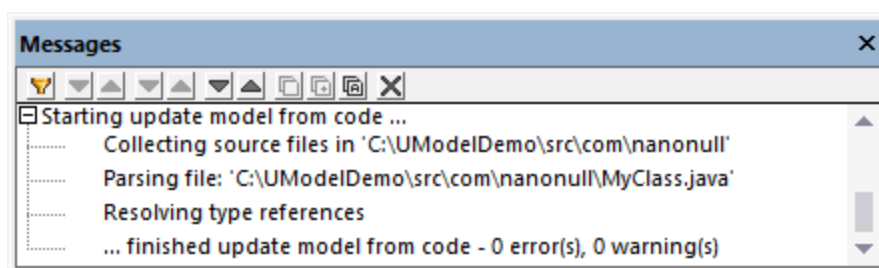 Messages
Starting update model from code ...
Collecting source files in 'C:\UModelDemo\src\com\nanonull'
Parsing file: 'C:\UModelDemo\src\com\nanonull\MyClass.java'
Resolving type references
... finished update model from code - 0 error(s), 0 warning(s)